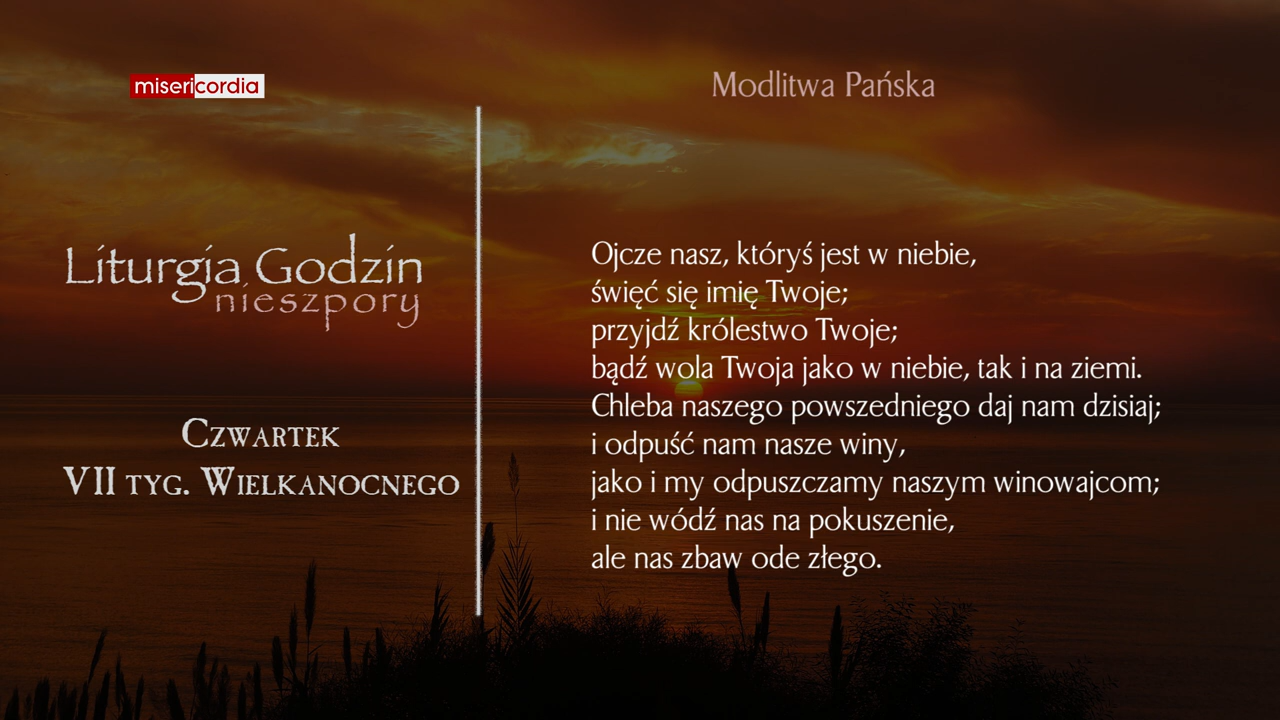 misericordia
Liturgia Godzin
nieszpory
Czwartek
VII tyg. Wielkanocnego
Modlitwa Pańska
Ojcze nasz, któryś jest w niebie,
święć się imię Twoje;
przyjdź królestwo Twoje;
bądź wola Twoja jako w niebie, tak i na ziemi.
Chleba naszego powszedniego daj nam dzisiaj;
i odpuść nam nasze winy,
jako i my odpuszczamy naszym winowajcom;
i nie wódź nas na pokuszenie,
ale nas zbaw ode złego.